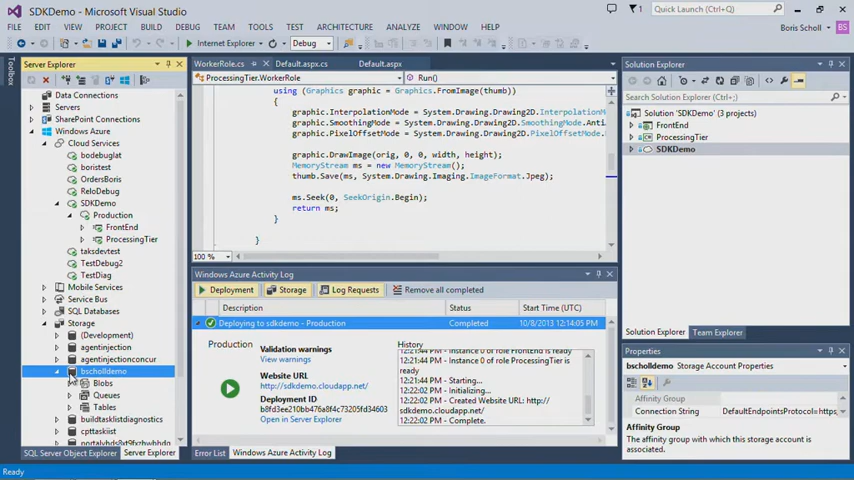 SDKDemo - Microsoft Visual Studio
Quick Launch (Ctrl+Q)
FILE EDIT VIEW PROJECT BUILD DEBUG TEAM TOOLS TEST ARCHITECTURE ANALYZE WINDOW HELP
Boris Scholl
BS
Internet Explorer
Debug
Toolbox
Server Explorer
Data Connections
Servers
SharePoint Connections
Windows Azure
Cloud Services
bodebuglat
boristest
OrdersBoris
ReloDebug
SDKDemo
Production
FrontEnd
ProcessingTier
taksdevtest
TestDebug2
TestDiag
Mobile Services
Service Bus
SQL Databases
Storage
(Development)
agentinjection
agentinjectionconcur
bscholldemo
Blobs
Queues
Tables
buildtasklistdiagnostics
cpttasklist
SQL Server Object Explorer
Server Explorer
WorkerRole.cs
Default.aspx.cs
Default.aspx
ProcessingTier.WorkerRole
Run()
using (Graphics graphic = Graphics.FromImage(thumb))
{
graphic.InterpolationMode = System.Drawing.Drawing2D.Interpolatio
graphic.SmoothingMode = System.Drawing.Drawing2D.SmoothingMode.Anti
graphic.PixelOffsetMode = System.Drawing.Drawing2D.PixelOffsetMode.
graphic.DrawImage(orig, 0, 0, width, height);
MemoryStream ms = new MemoryStream();
thumb.Save(ms, System.Drawing.Imaging.ImageFormat.Jpeg);
ms.Seek(0, SeekOrigin.Begin);
return ms;
}
}
100 %
Windows Azure Activity Log
Deployment
Storage
Log Requests
Remove all completed
Description
Status
Start Time (UTC)
Deploying to sdkdemo - Production
Completed
10/8/2013 12:14:05 PM
Production
Validation warnings
View warnings
Website URL
http://sdkdemo.cloudapp.net/
Deployment ID
b8fd3ee210b6476a8f4c73205fd34603
Open in Server Explorer
History
12:21:44 PM - Instance 0 of role FrontEnd is
12:21:44 PM - Instance 0 of role ProcessingTier is
ready
12:21:44 PM - Starting...
12:22:02 PM - Initializing...
12:22:02 PM - Created Website URL: http://
sdkdemo.cloudapp.net/
12:22:02 PM - Complete.
Error List
Windows Azure Activity Log
Solution Explorer
Search Solution Explorer (Ctrl+;)
Solution 'SDKDemo' (3 projects)
FrontEnd
ProcessingTier
SDKDemo
Solution Explorer
Team Explorer
Properties
bscholldemo Storage Account Properties
Affinity Group
Connection String
DefaultEndpointsProtocol=https;
Affinity Group
The affinity group with which this storage account is
associated.
Ready